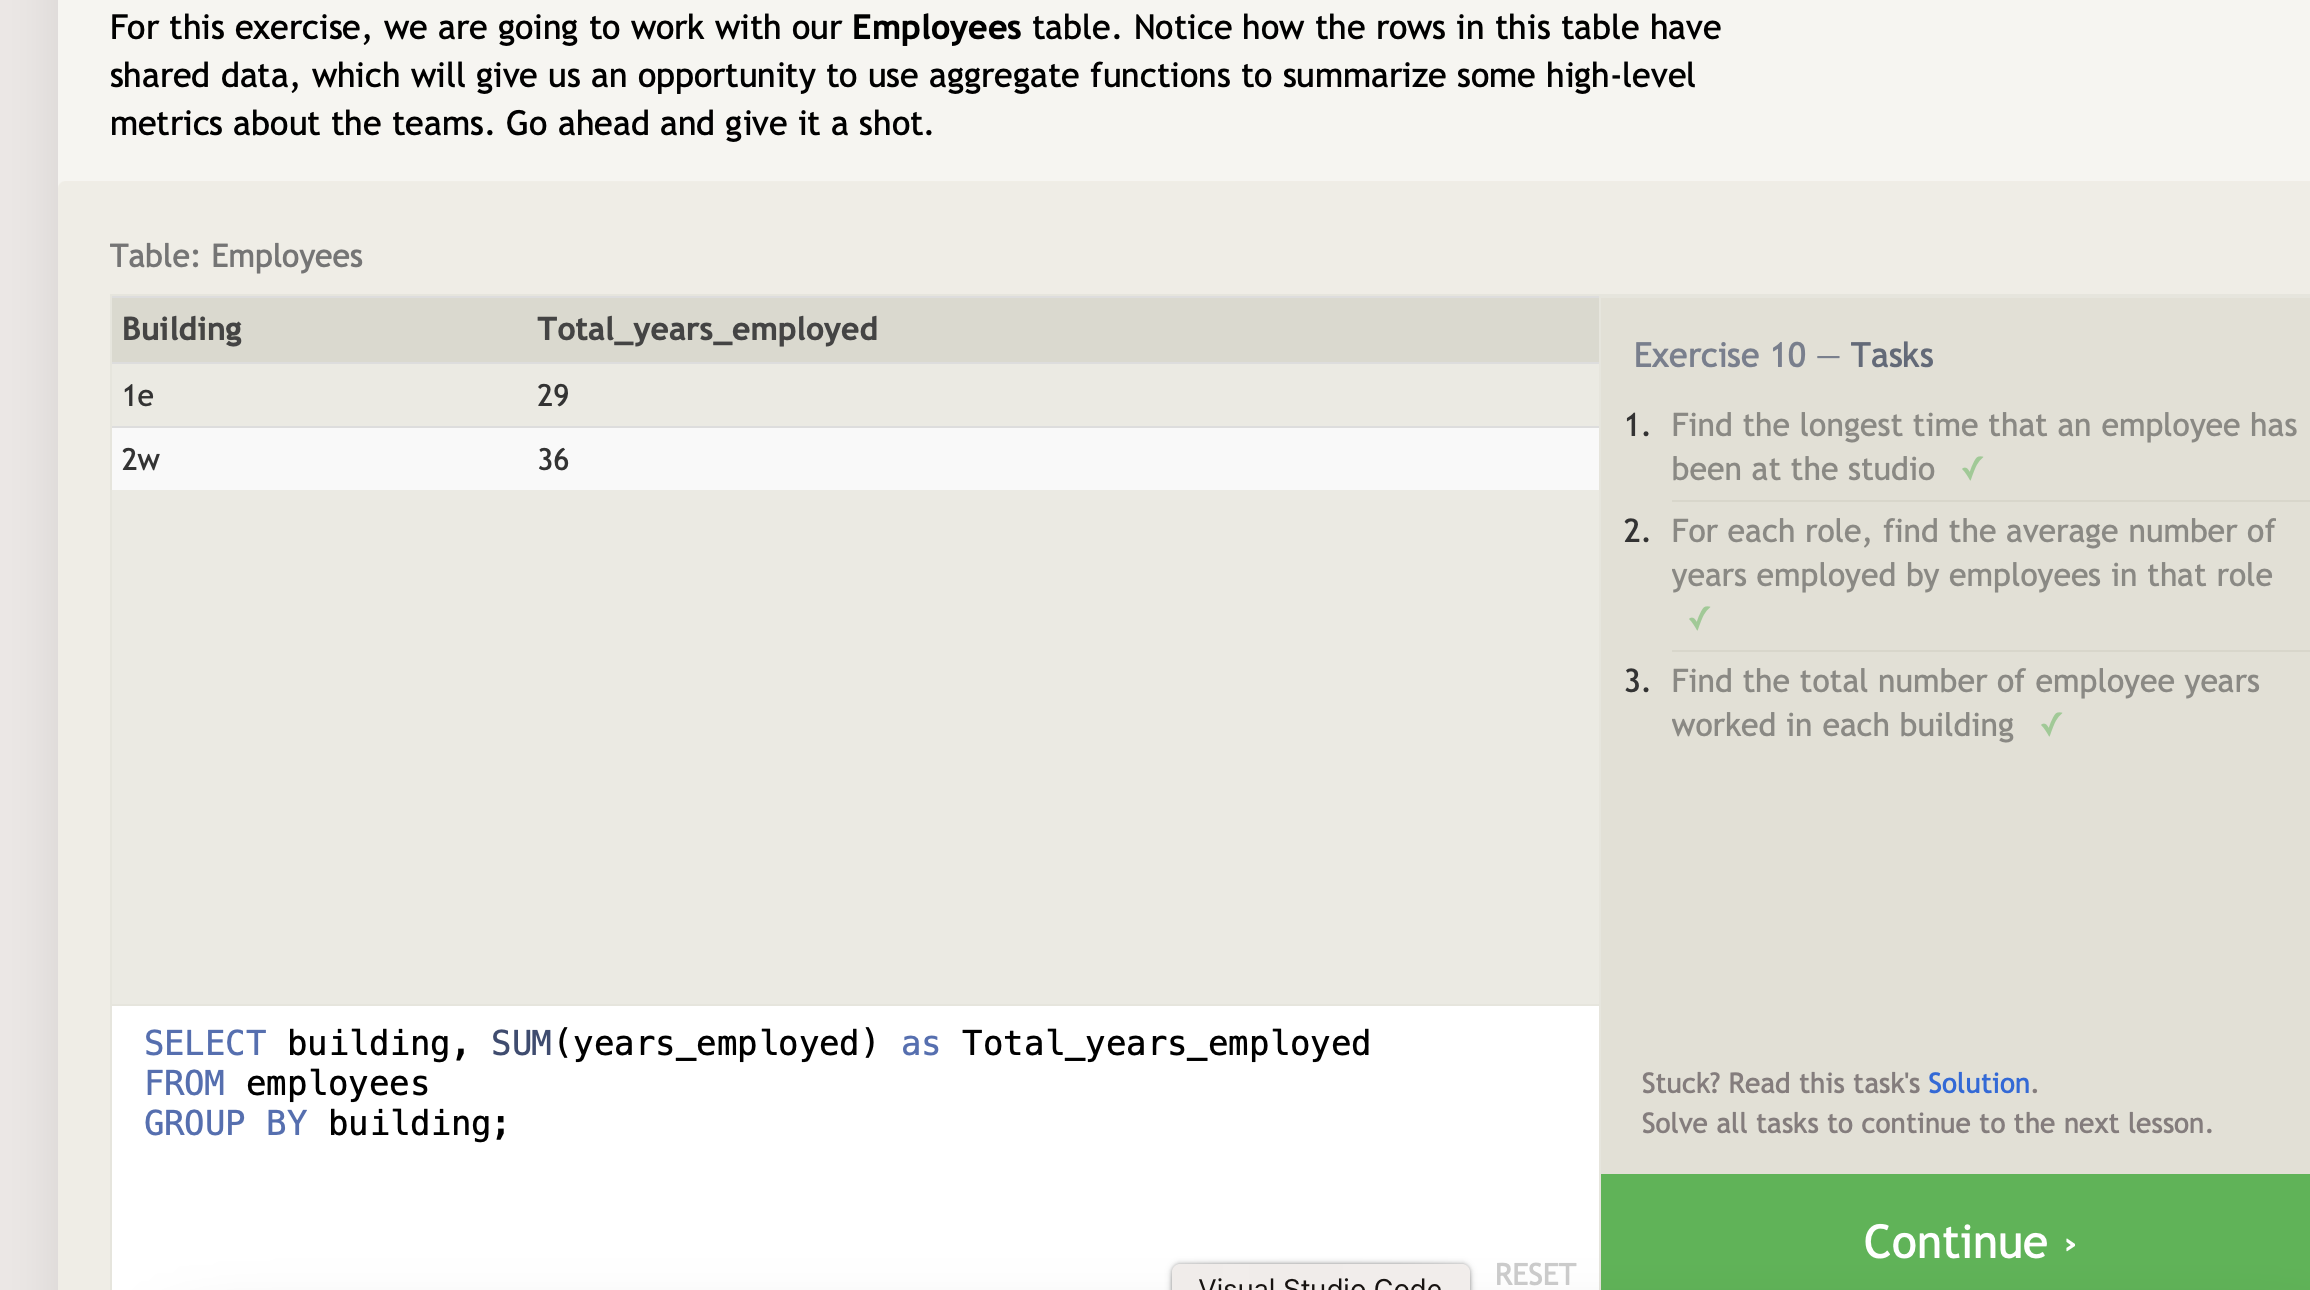 For this exercise, we are going to work with our Employees table. Notice how the rows in this table have
shared data, which will give us an opportunity to use aggregate functions to summarize some high-level
metrics about the teams. Go ahead and give it a shot.
Table: Employees
Building Total_years_employed
1e 29
2w 36
SELECT building, SUM(years_employed) as Total_years_employed
FROM employees
GROUP BY building;
Visual Studio Code
RESET
Exercise 10 — Tasks
1. Find the longest time that an employee has
been at the studio ✓
2. For each role, find the average number of
years employed by employees in that role
✓
3. Find the total number of employee years
worked in each building ✓
Stuck? Read this task's Solution.
Solve all tasks to continue to the next lesson.
Continue ›